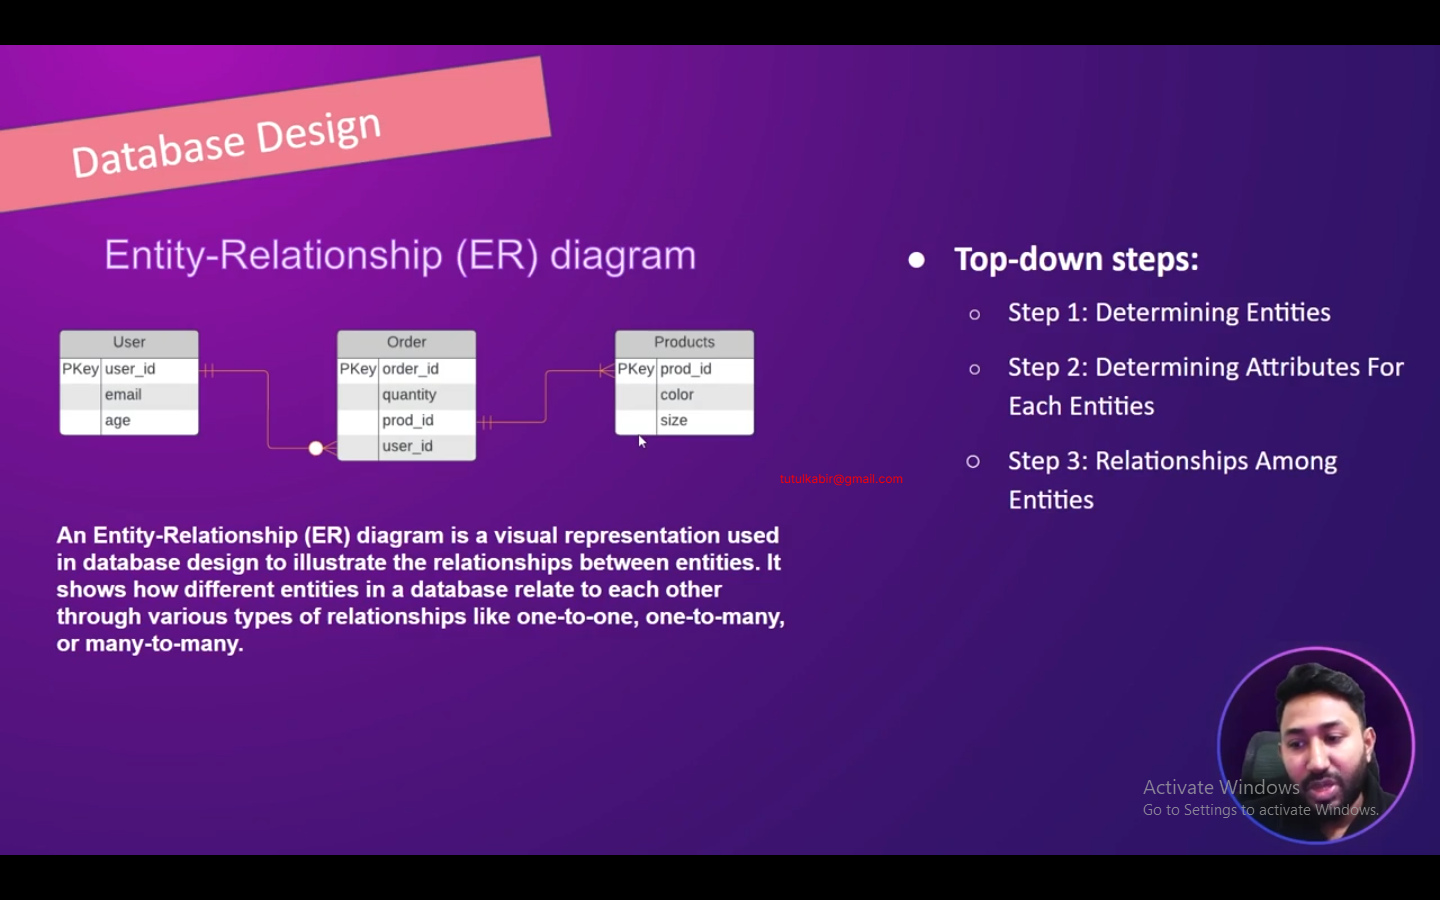 Database Design
Entity-Relationship (ER) diagram
User
PKey user_id
email
age
Order
PKey order_id
quantity
prod_id
user_id
Products
PKey prod_id
color
size
tutulkabir@gmail.com
An Entity-Relationship (ER) diagram is a visual representation used
in database design to illustrate the relationships between entities. It
shows how different entities in a database relate to each other
through various types of relationships like one-to-one, one-to-many,
or many-to-many.
Top-down steps:
Step 1: Determining Entities
Step 2: Determining Attributes For
Each Entities
Step 3: Relationships Among
Entities
Activate Windows
Go to Settings to activate Windows.